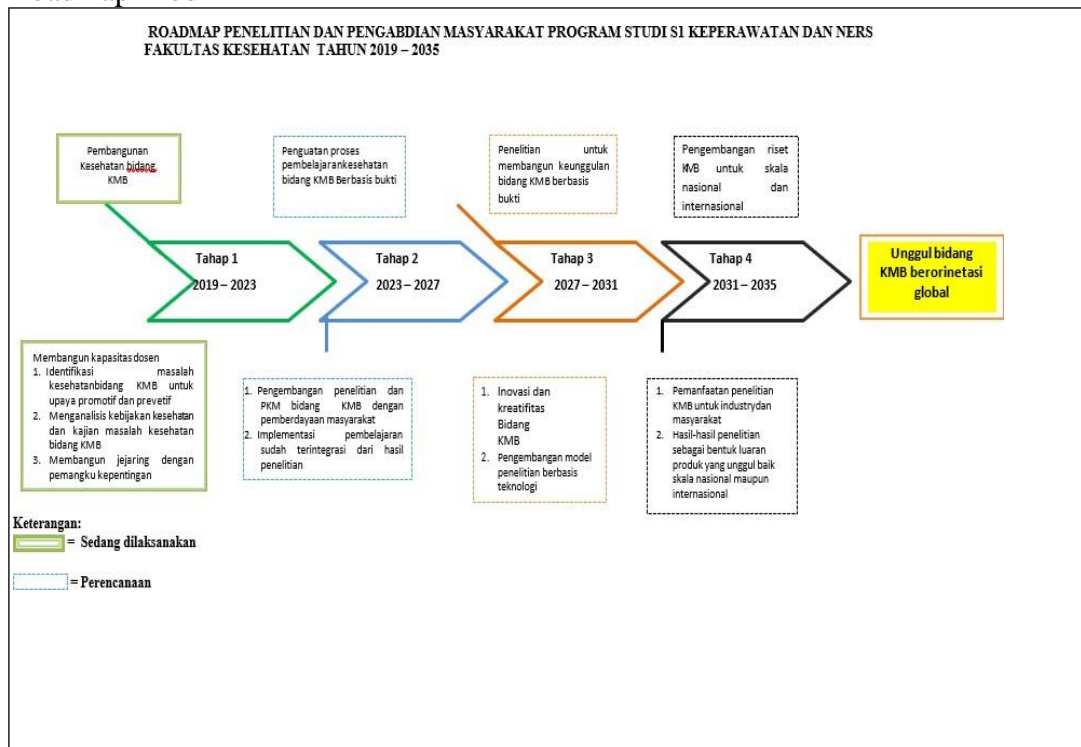 ROADMAP PENELITIAN DAN PENGABDIAN MASYARAKAT PROGRAM STUDI S1 KEPERAWATAN DAN NERS
FAKULTAS KESEHATAN TAHUN 2019 – 2035
Pembangunan
Kesehatan bidang
KMB
Penguatan proses
pembelajarankesehatan
bidang KMB Berbasis bukti
Penelitian untuk
membangun keunggulan
bidang KMB berbasis
bukti
Pengembangan riset
KMB untuk skala
nasional dan
internasional
Tahap 1
2019 – 2023
Tahap 2
2023 – 2027
Tahap 3
2027 – 2031
Tahap 4
2031 – 2035
Unggul bidang
KMB berorinetasi
global
Membangun kapasitas dosen
1. Identifikasi masalah
kesehatanbidang KMB untuk
upaya promotif dan prevetif
2. Menganalisis kebijakan kesehatan
dan kajian masalah kesehatan
bidang KMB
3. Membangun jejaring dengan
pemangku kepentingan
1. Pengembangan penelitian dan
PKM bidang KMB dengan
pemberdayaan masyarakat
2. Implementasi pembelajaran
sudah terintegrasi dari hasil
penelitian
1. Inovasi dan
kreatifitas
Bidang
KMB
2. Pengembangan model
penelitian berbasis
teknologi
1. Pemanfaatan penelitian
KMB untuk industrydan
masyarakat
2. Hasil-hasil penelitian
sebagai bentuk luaran
produk yang unggul baik
skala nasional maupun
internasional
Keterangan:
= Sedang dilaksanakan
= Perencanaan